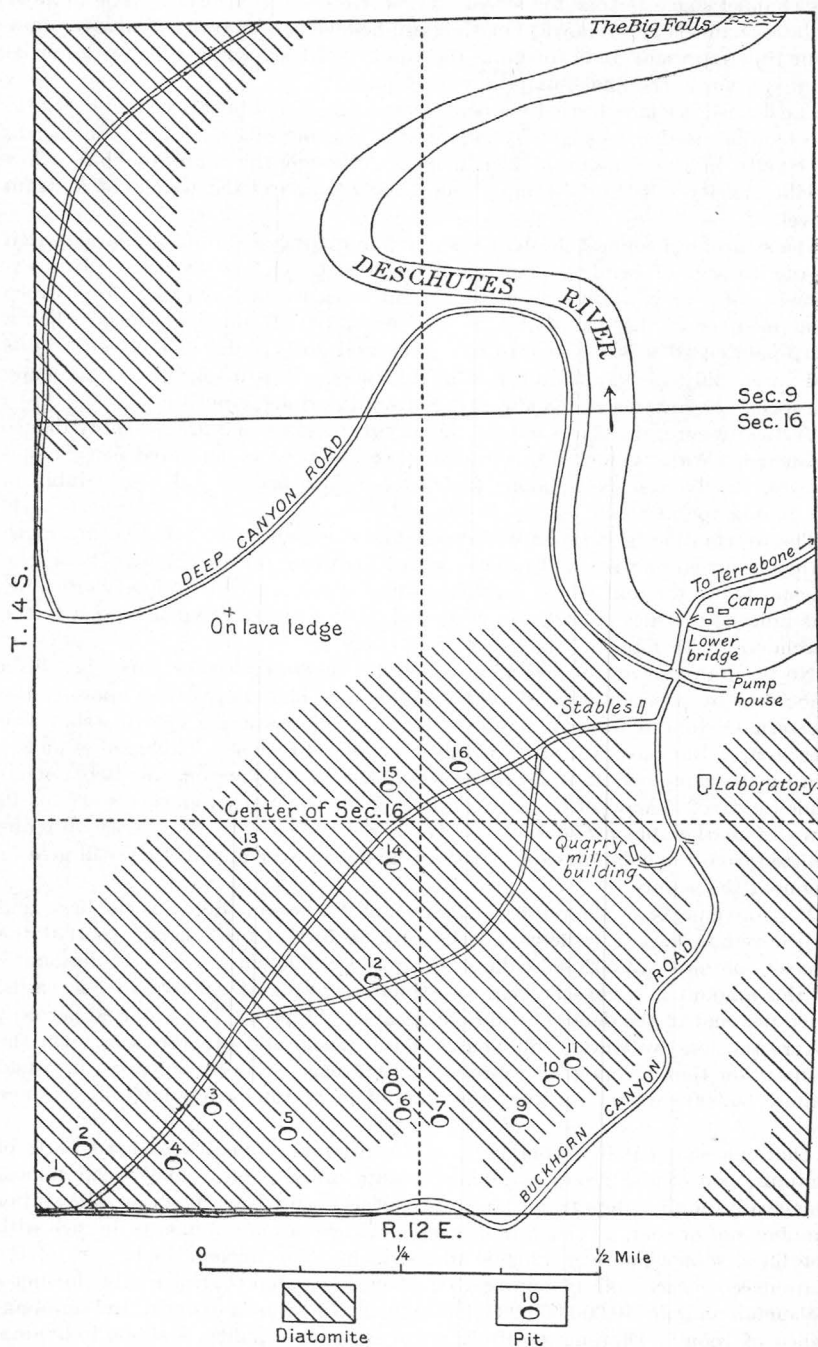 The Big Falls
DESCHUTES
RIVER
Sec. 9
Sec. 16
DEEP CANYON ROAD
T. 14 S.
To Terrebone
Camp
On lava ledge
Lower
bridge
Pump
house
Stables
16
15
Laboratory
Center of Sec. 16
13
14
Quarry
mill
building
12
ROAD
11
10
8
3
6
7
9
5
2
4
1
BUCKHORN CANYON
R. 12 E.
0
1/4
1/2 Mile
10
Diatomite
Pit